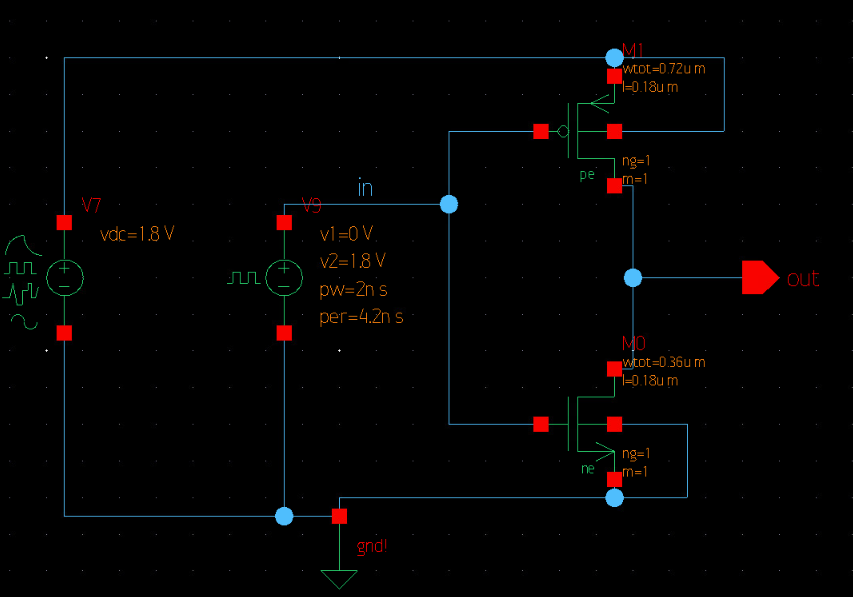 M1
wtot=0.72u m
l=0.18u m
ng=1
m=1
pe
in
V7
vdc=1.8 V
V9
v1=0 V
v2=1.8 V
pw=2n s
per=4.2n s
out
M0
wtot=0.36u m
l=0.18u m
ng=1
m=1
ne
gnd!